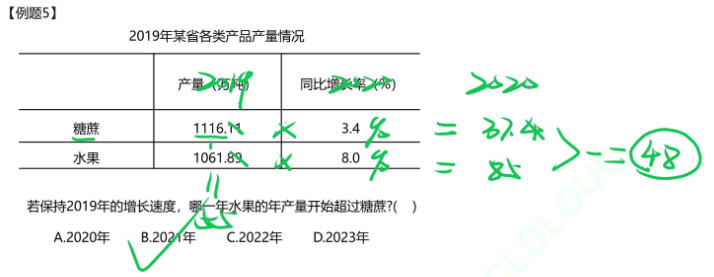 【例题5】
2019年某省各类产品产量情况
产量（万吨） 同比增长率（%）
2019 2020 2020
糖蔗 1116.11 × 3.4 % = 37.4
水果 1061.89 × 8.0 % = 85
> - = 48
=
55
若保持2019年的增长速度，哪一年水果的年产量开始超过糖蔗?( )
A.2020年 B.2021年 C.2022年 D.2023年